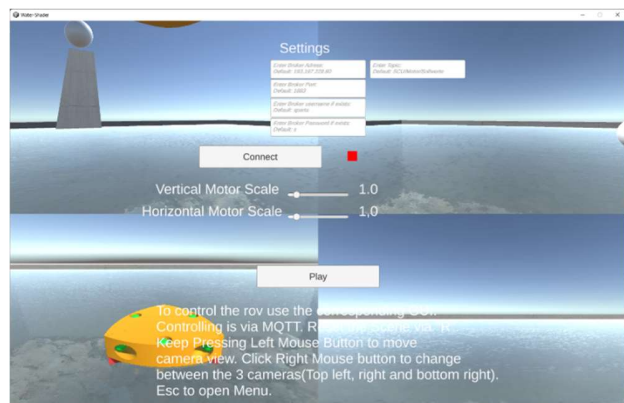 Water-Shader
Settings
Enter Broker Adress:
Default:
Enter Topic:
Default:
Enter Broker Port:
Default: 1883
Enter Broker username if exists:
Default:
Enter Broker Password if exists:
Default:
Connect
Vertical Motor Scale 1.0
Horizontal Motor Scale 1,0
Play
To control the rov use the corresponding
Controlling is via MQTT. via
Keep Pressing Left Mouse Button to move
camera view. Click Right Mouse button to change
between the 3 cameras(Top left, right and bottom right).
Esc to open Menu.